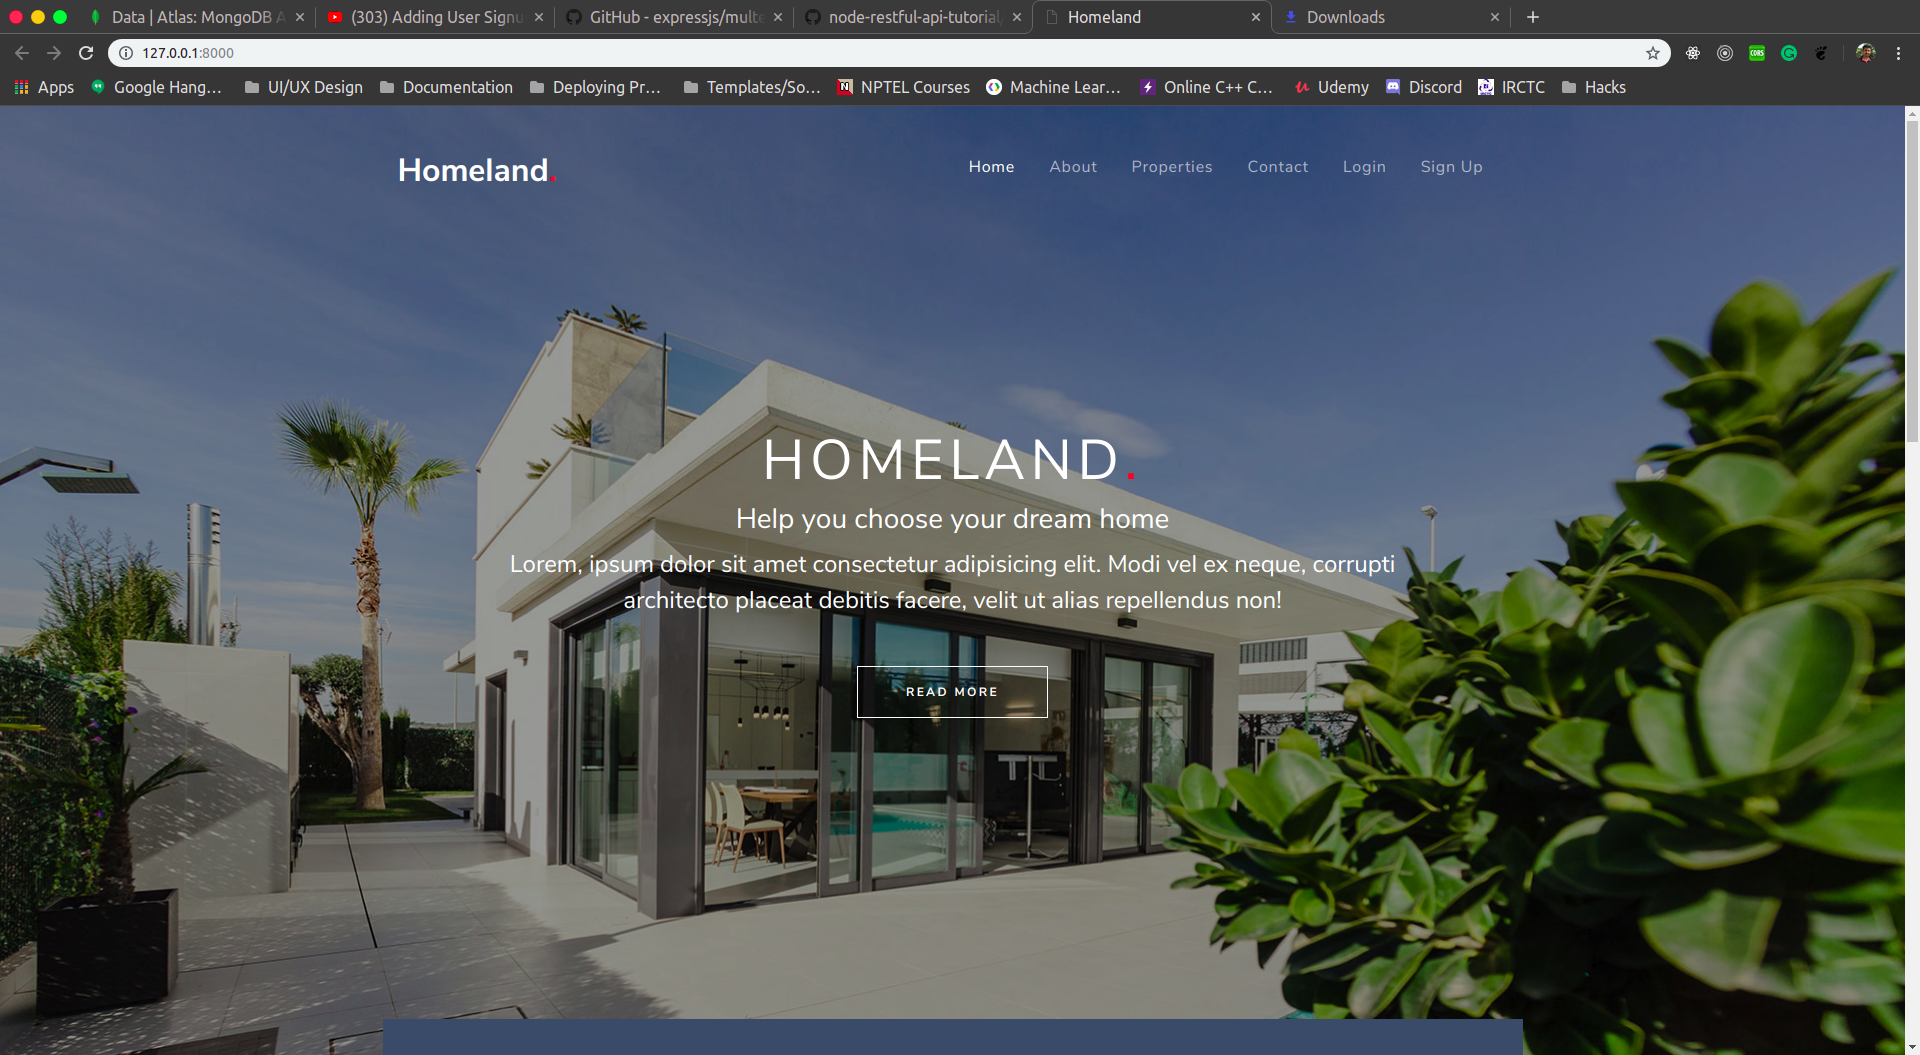 Data | Atlas: MongoDB A
(303) Adding User Signu
GitHub - expressjs/multe
node-restful-api-tutorial
Homeland
Downloads
127.0.0.1:8000
Apps
Google Hang...
UI/UX Design
Documentation
Deploying Pr...
Templates/So...
NPTEL Courses
Machine Lear...
Online C++ C...
Udemy
Discord
IRCTC
Hacks
Homeland.
Home
About
Properties
Contact
Login
Sign Up
HOMELAND.
Help you choose your dream home
Lorem, ipsum dolor sit amet consectetur adipisicing elit. Modi vel ex neque, corrupti
architecto placeat debitis facere, velit ut alias repellendus non!
READ MORE